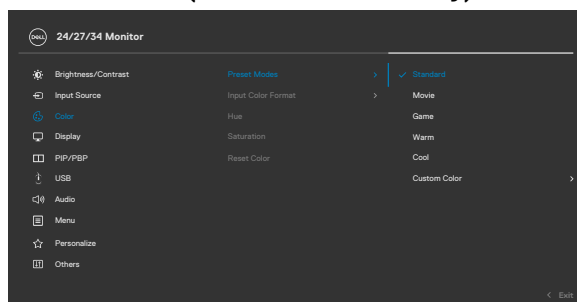 DELL
24/27/34 Monitor
Brightness/Contrast
Preset Modes
Standard
Input Source
Input Color Format
Movie
Color
Hue
Game
Display
Saturation
Warm
PIP/PBP
Reset Color
Cool
USB
Custom Color
Audio
Menu
Personalize
Others
Exit